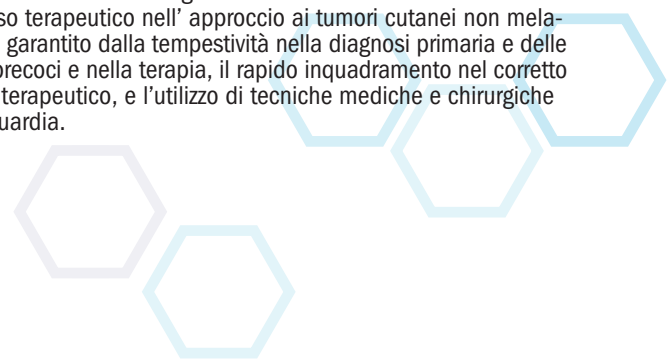 so terapeutico nell' approccio ai tumori cutanei non mela-
garantito dalla tempestività nella diagnosi primaria e delle
precoci e nella terapia, il rapido inquadramento nel corretto
terapeutico, e l'utilizzo di tecniche mediche e chirurgiche
uardia.